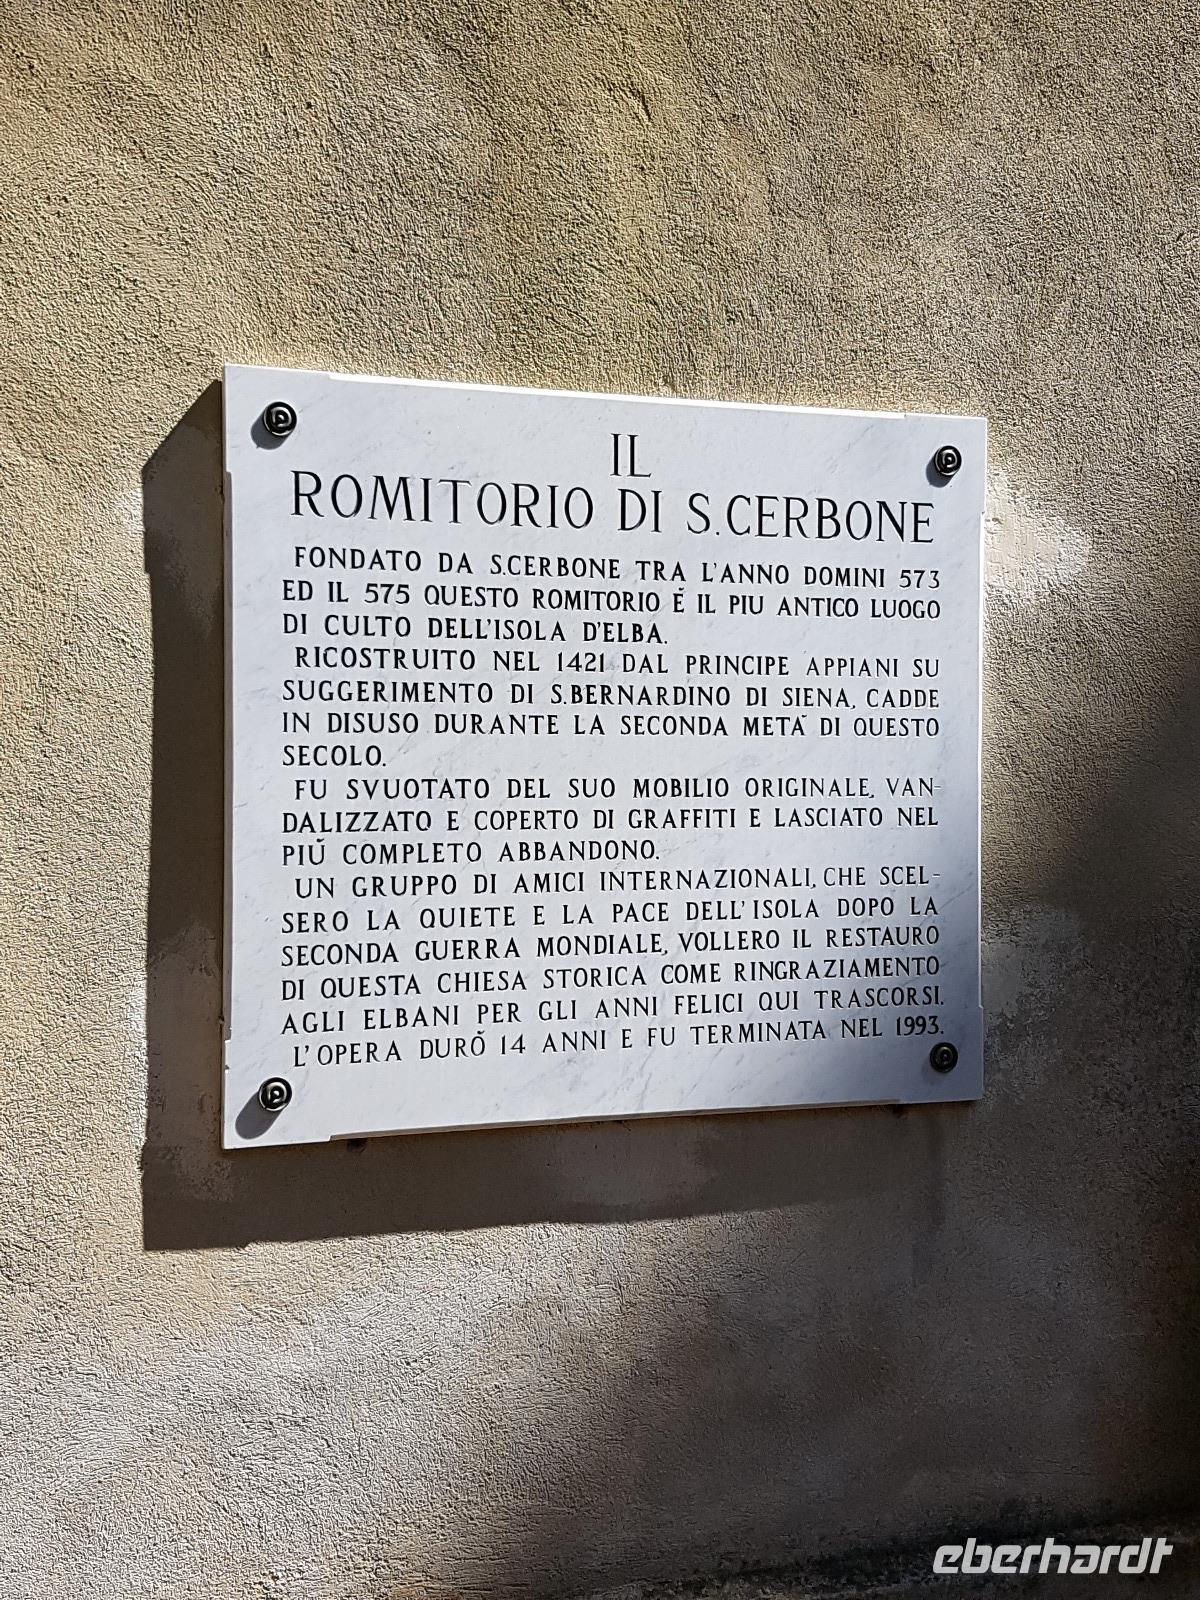 IL
ROMITORIO DI S.CERBONE
FONDATO DA S.CERBONE TRA L'ANNO DOMINI 573
ED IL 575 QUESTO ROMITORIO É IL PIU ANTICO LUOGO
DI CULTO DELL'ISOLA D'ELBA.
RICOSTRUITO NEL 1421 DAL PRINCIPE APPIANI SU
SUGGERIMENTO DI S.BERNARDINO DI SIENA, CADDE
IN DISUSO DURANTE LA SECONDA METÀ DI QUESTO
SECOLO.
FU SVUOTATO DEL SUO MOBILIO ORIGINALE, VAN-
DALIZZATO E COPERTO DI GRAFFITI E LASCIATO NEL
PIÙ COMPLETO ABBANDONO.
UN GRUPPO DI AMICI INTERNAZIONALI, CHE SCEL-
SERO LA QUIETE E LA PACE DELL'ISOLA DOPO LA
SECONDA GUERRA MONDIALE, VOLLERO IL RESTAURO
DI QUESTA CHIESA STORICA COME RINGRAZIAMENTO
AGLI ELBANI PER GLI ANNI FELICI QUI TRASCORSI.
L'OPERA DURÒ 14 ANNI E FU TERMINATA NEL 1993.
eberhardt